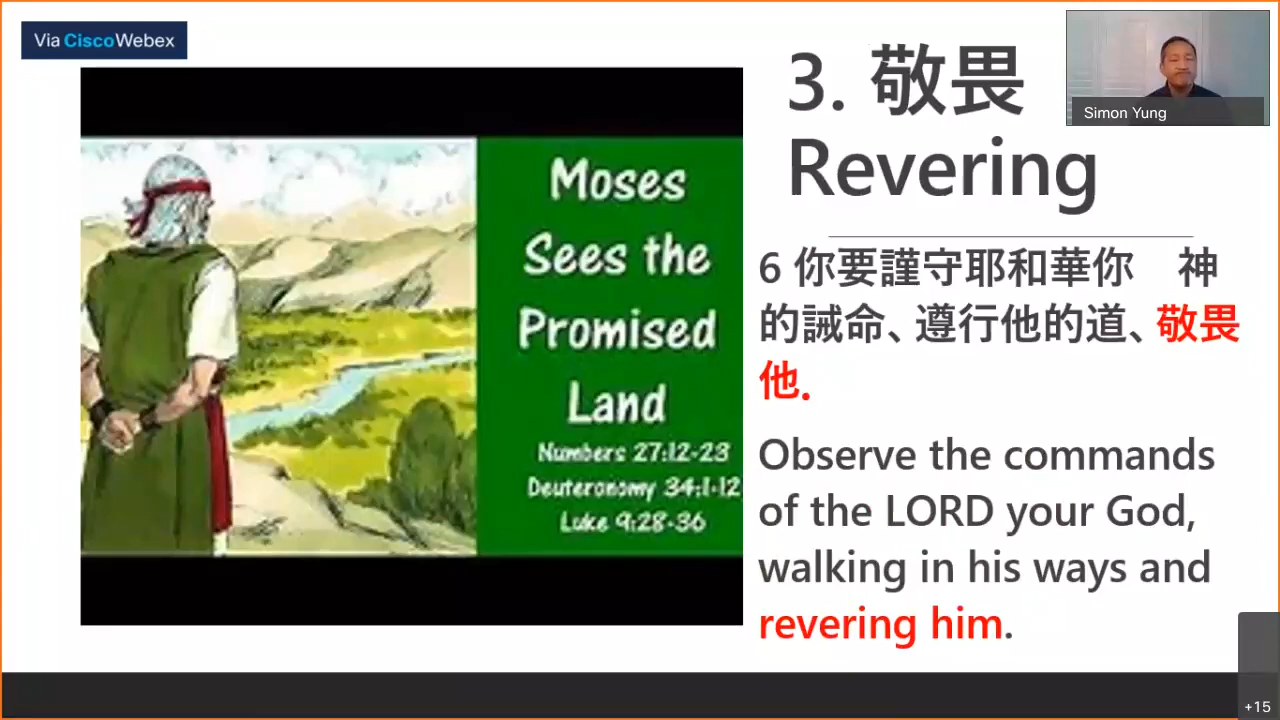 Via CiscoWebex
Moses
Sees the
Promised
Land
Numbers 27:12-23
Deuteronomy 34:1-12
Luke 9:28-36
3. 敬畏
Revering
Simon Yung
6 你要謹守耶和華你　神
的誡命、遵行他的道、敬畏
他.
Observe the commands
of the LORD your God,
walking in his ways and
revering him.
+15